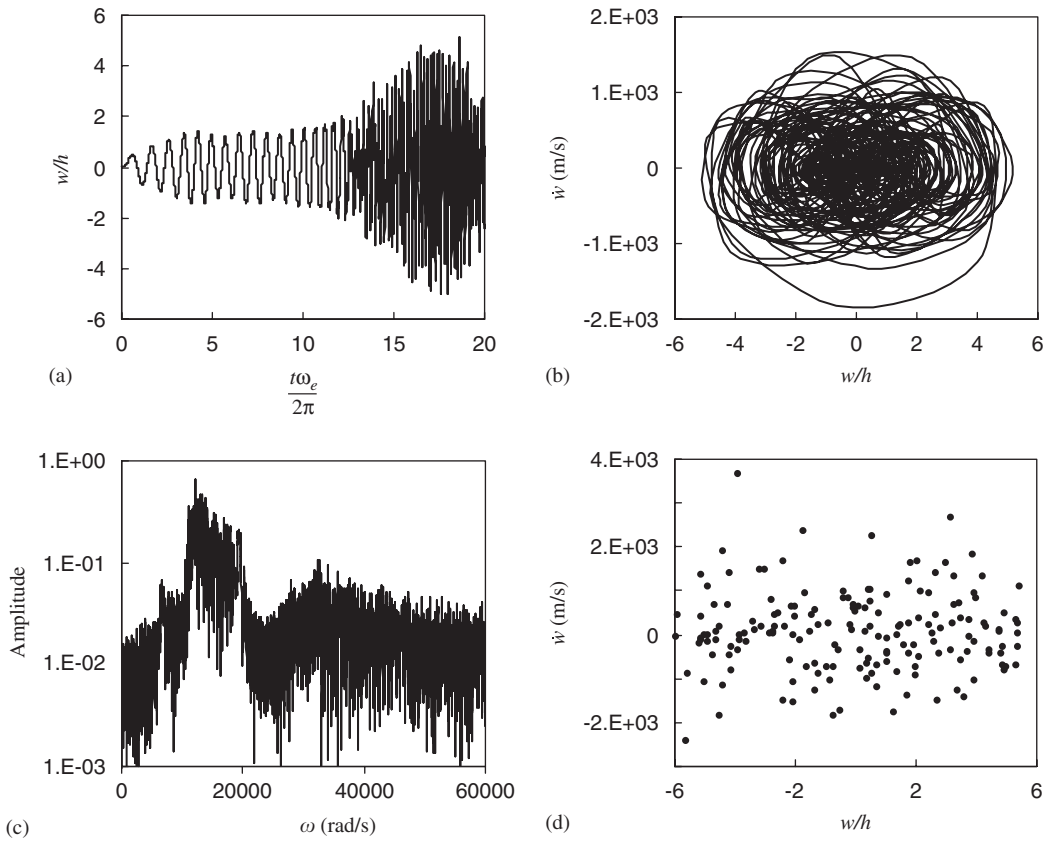 6
4
2
0
-2
-4
-6
w/h
0 5 10 15 20
tωe
2π
(a)
2.E+03
1.E+03
0
-1.E+03
-2.E+03
ẇ (m/s)
-6 -4 -2 0 2 4 6
w/h
(b)
1.E+00
1.E-01
1.E-02
1.E-03
Amplitude
0 20000 40000 60000
ω (rad/s)
(c)
4.E+03
2.E+03
0
-2.E+03
ẇ (m/s)
-6 -2 2 6
w/h
(d)